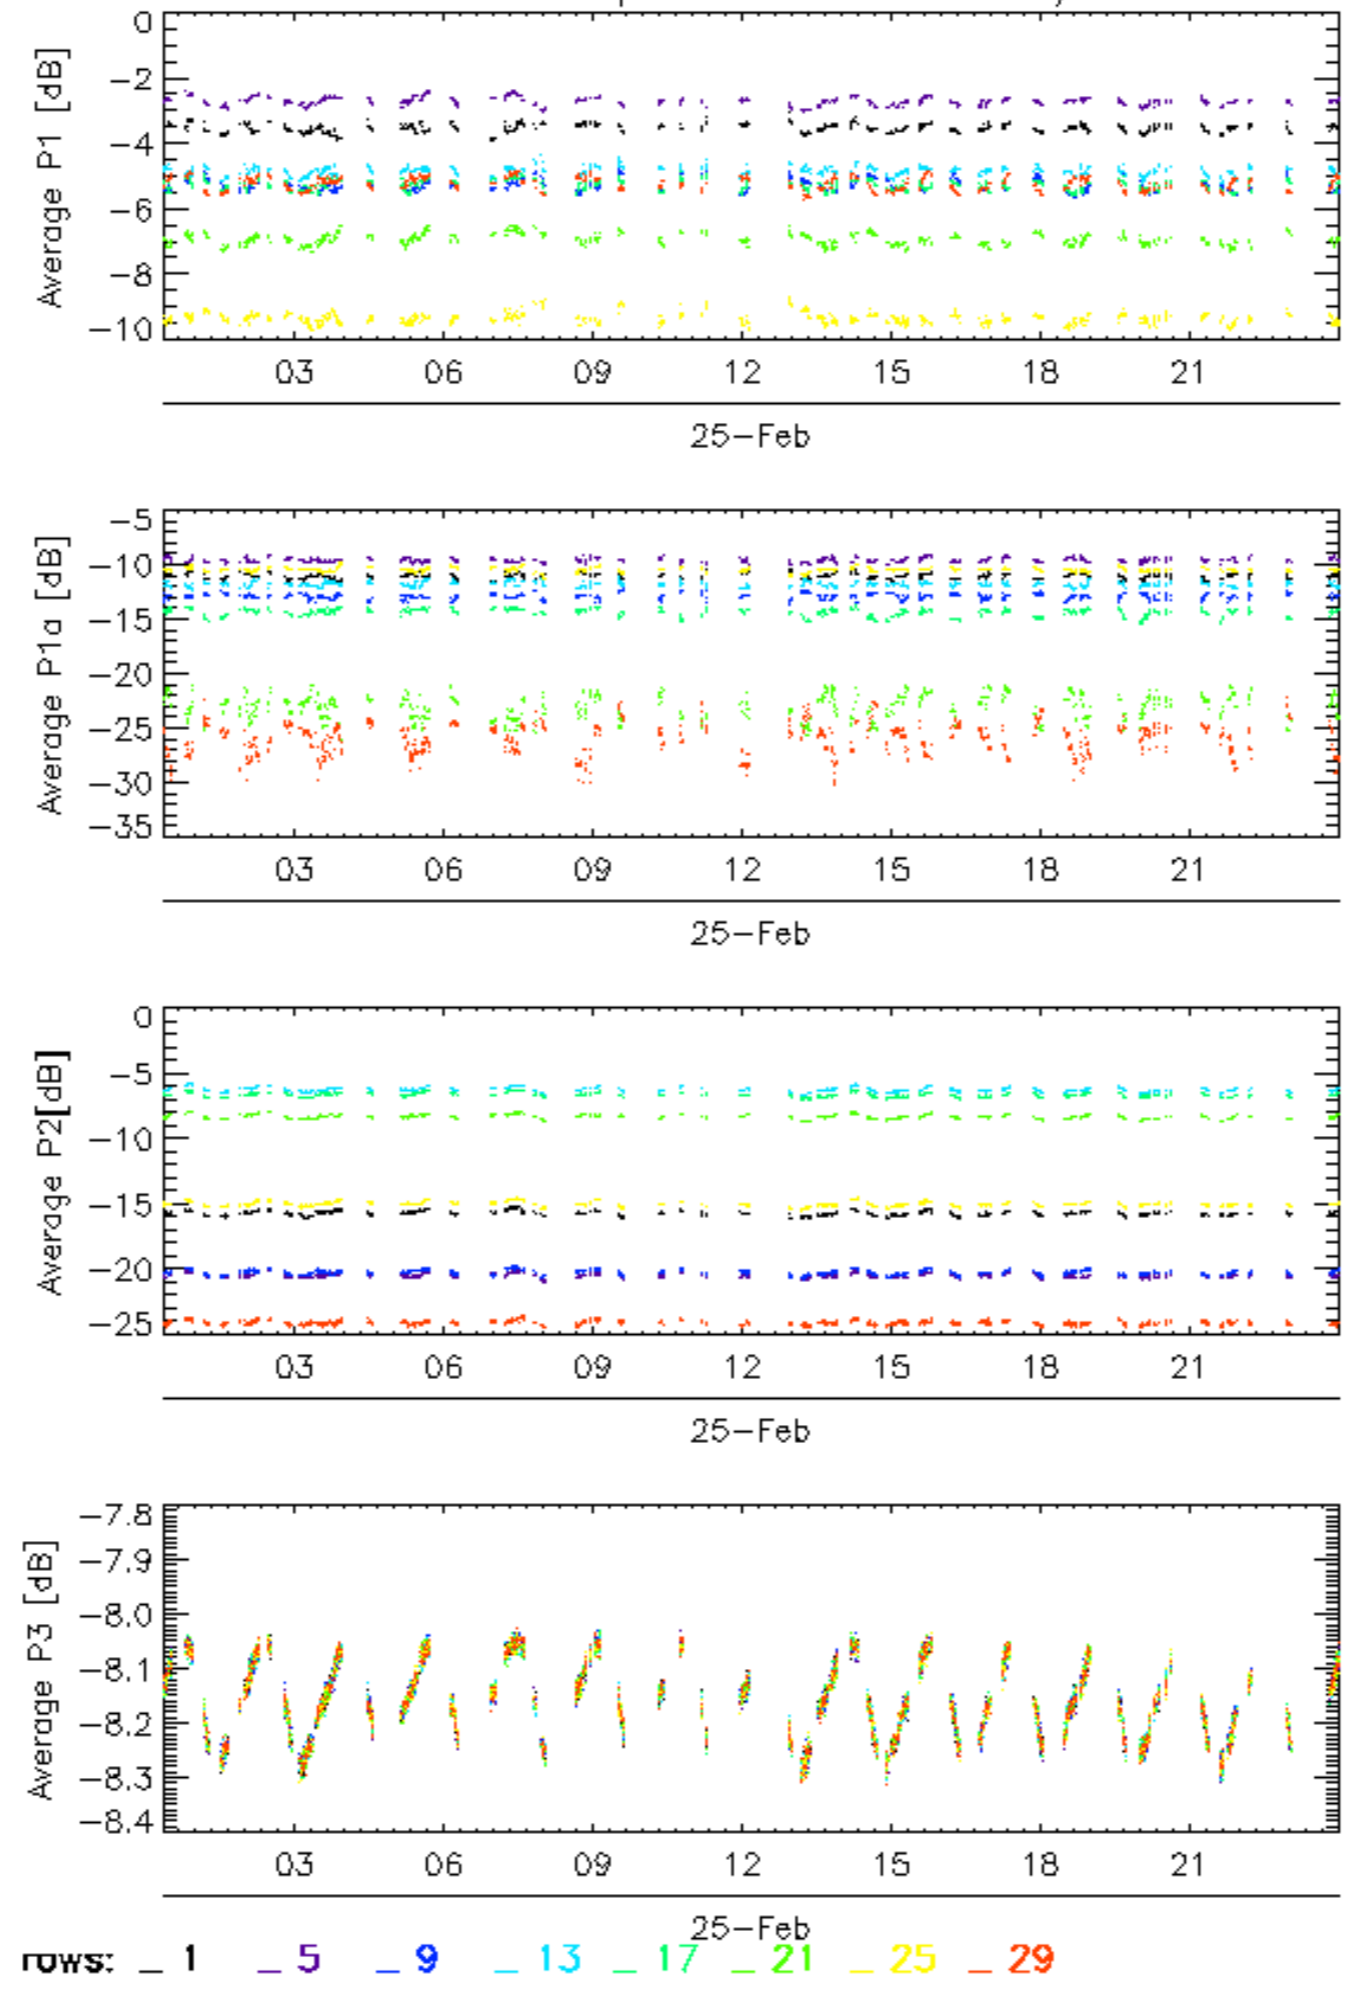 0
−2
−4
−6
−8
−10
Average P1 [dB]
03 06 09 12 15 18 21
25−Feb
−5
−10
−15
−20
−25
−30
−35
Average P1a [dB]
03 06 09 12 15 18 21
25−Feb
0
−5
−10
−15
−20
−25
Average P2[dB]
03 06 09 12 15 18 21
25−Feb
−7.8
−7.9
−8.0
−8.1
−8.2
−8.3
−8.4
Average P3 [dB]
03 06 09 12 15 18 21
25−Feb
rows: _ 1 _ 5 _ 9 _ 13 _ 17 _ 21 _ 25 _ 29